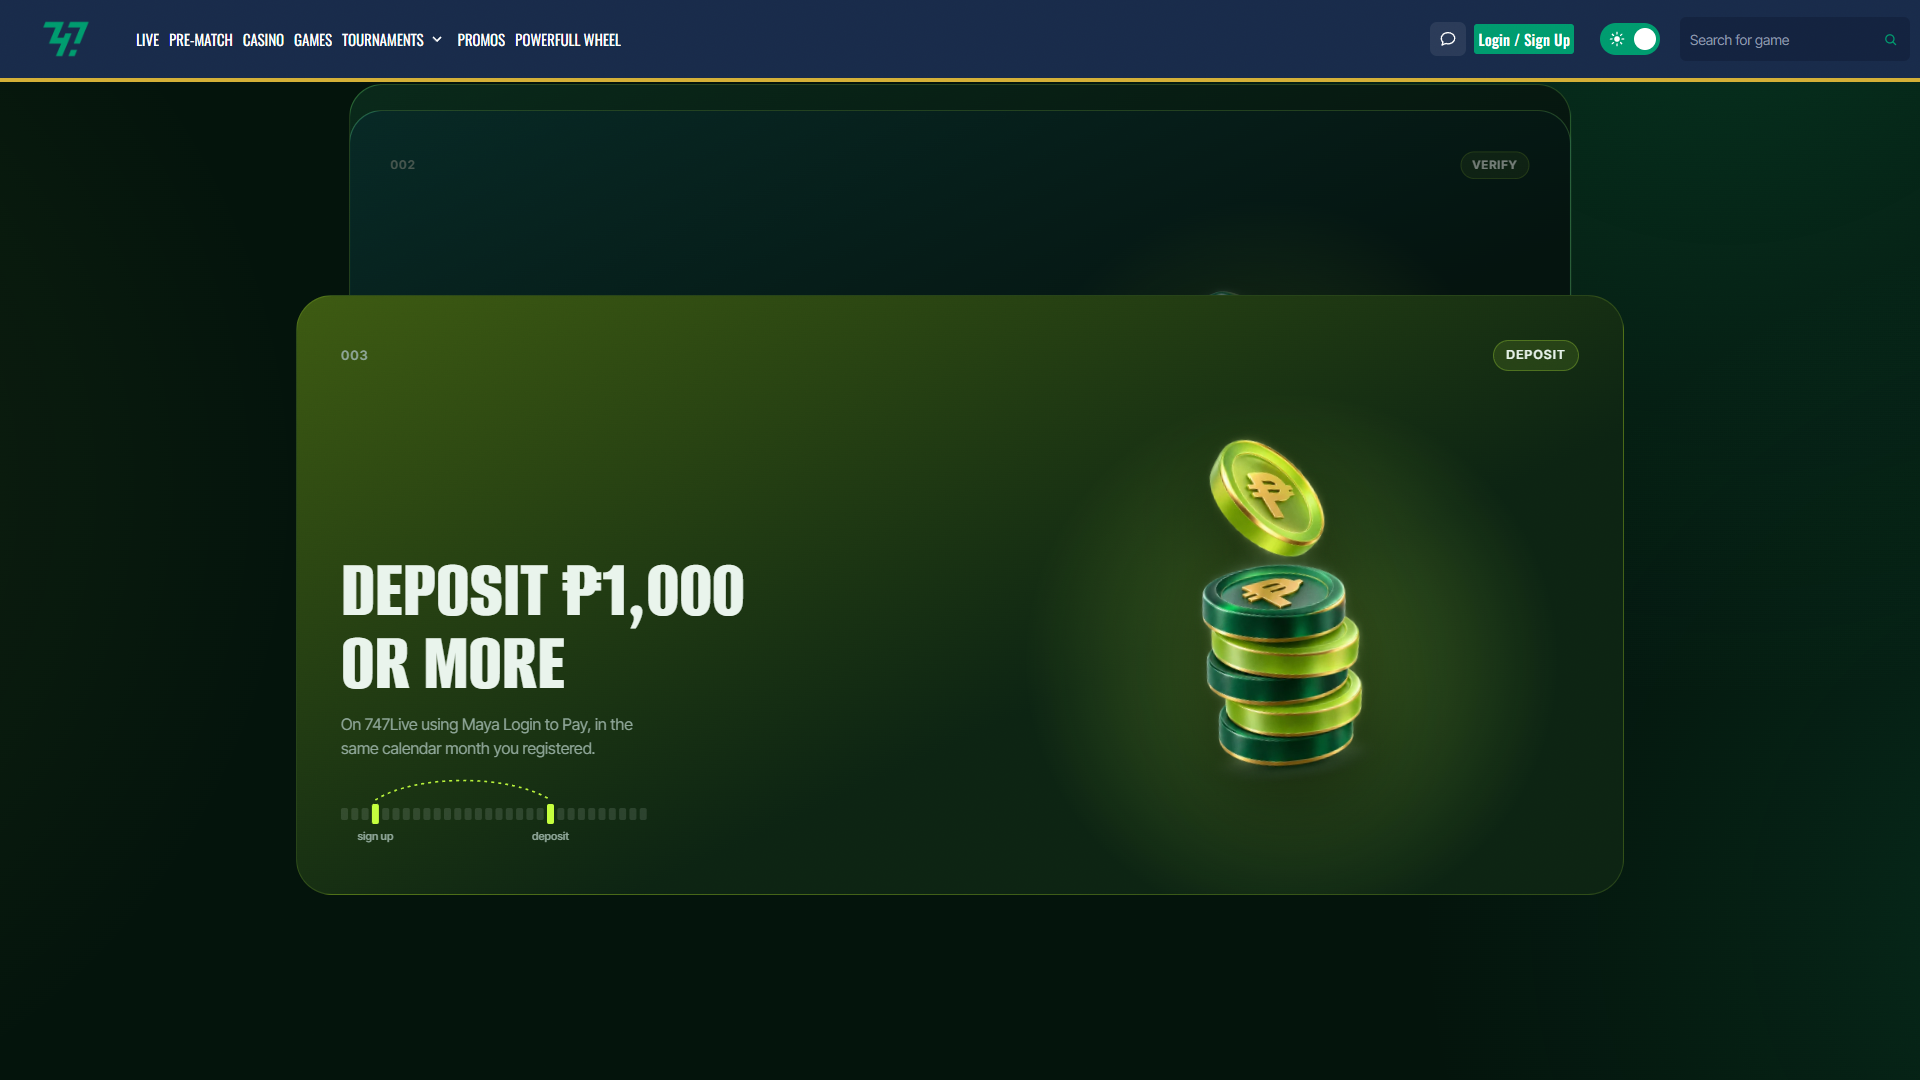 747
LIVE PRE-MATCH CASINO GAMES TOURNAMENTS PROMOS POWERFULL WHEEL
Login / Sign Up
Search for game
002
VERIFY
003
DEPOSIT
DEPOSIT ₱1,000
OR MORE
On 747Live using Maya Login to Pay, in the
same calendar month you registered.
sign up
deposit